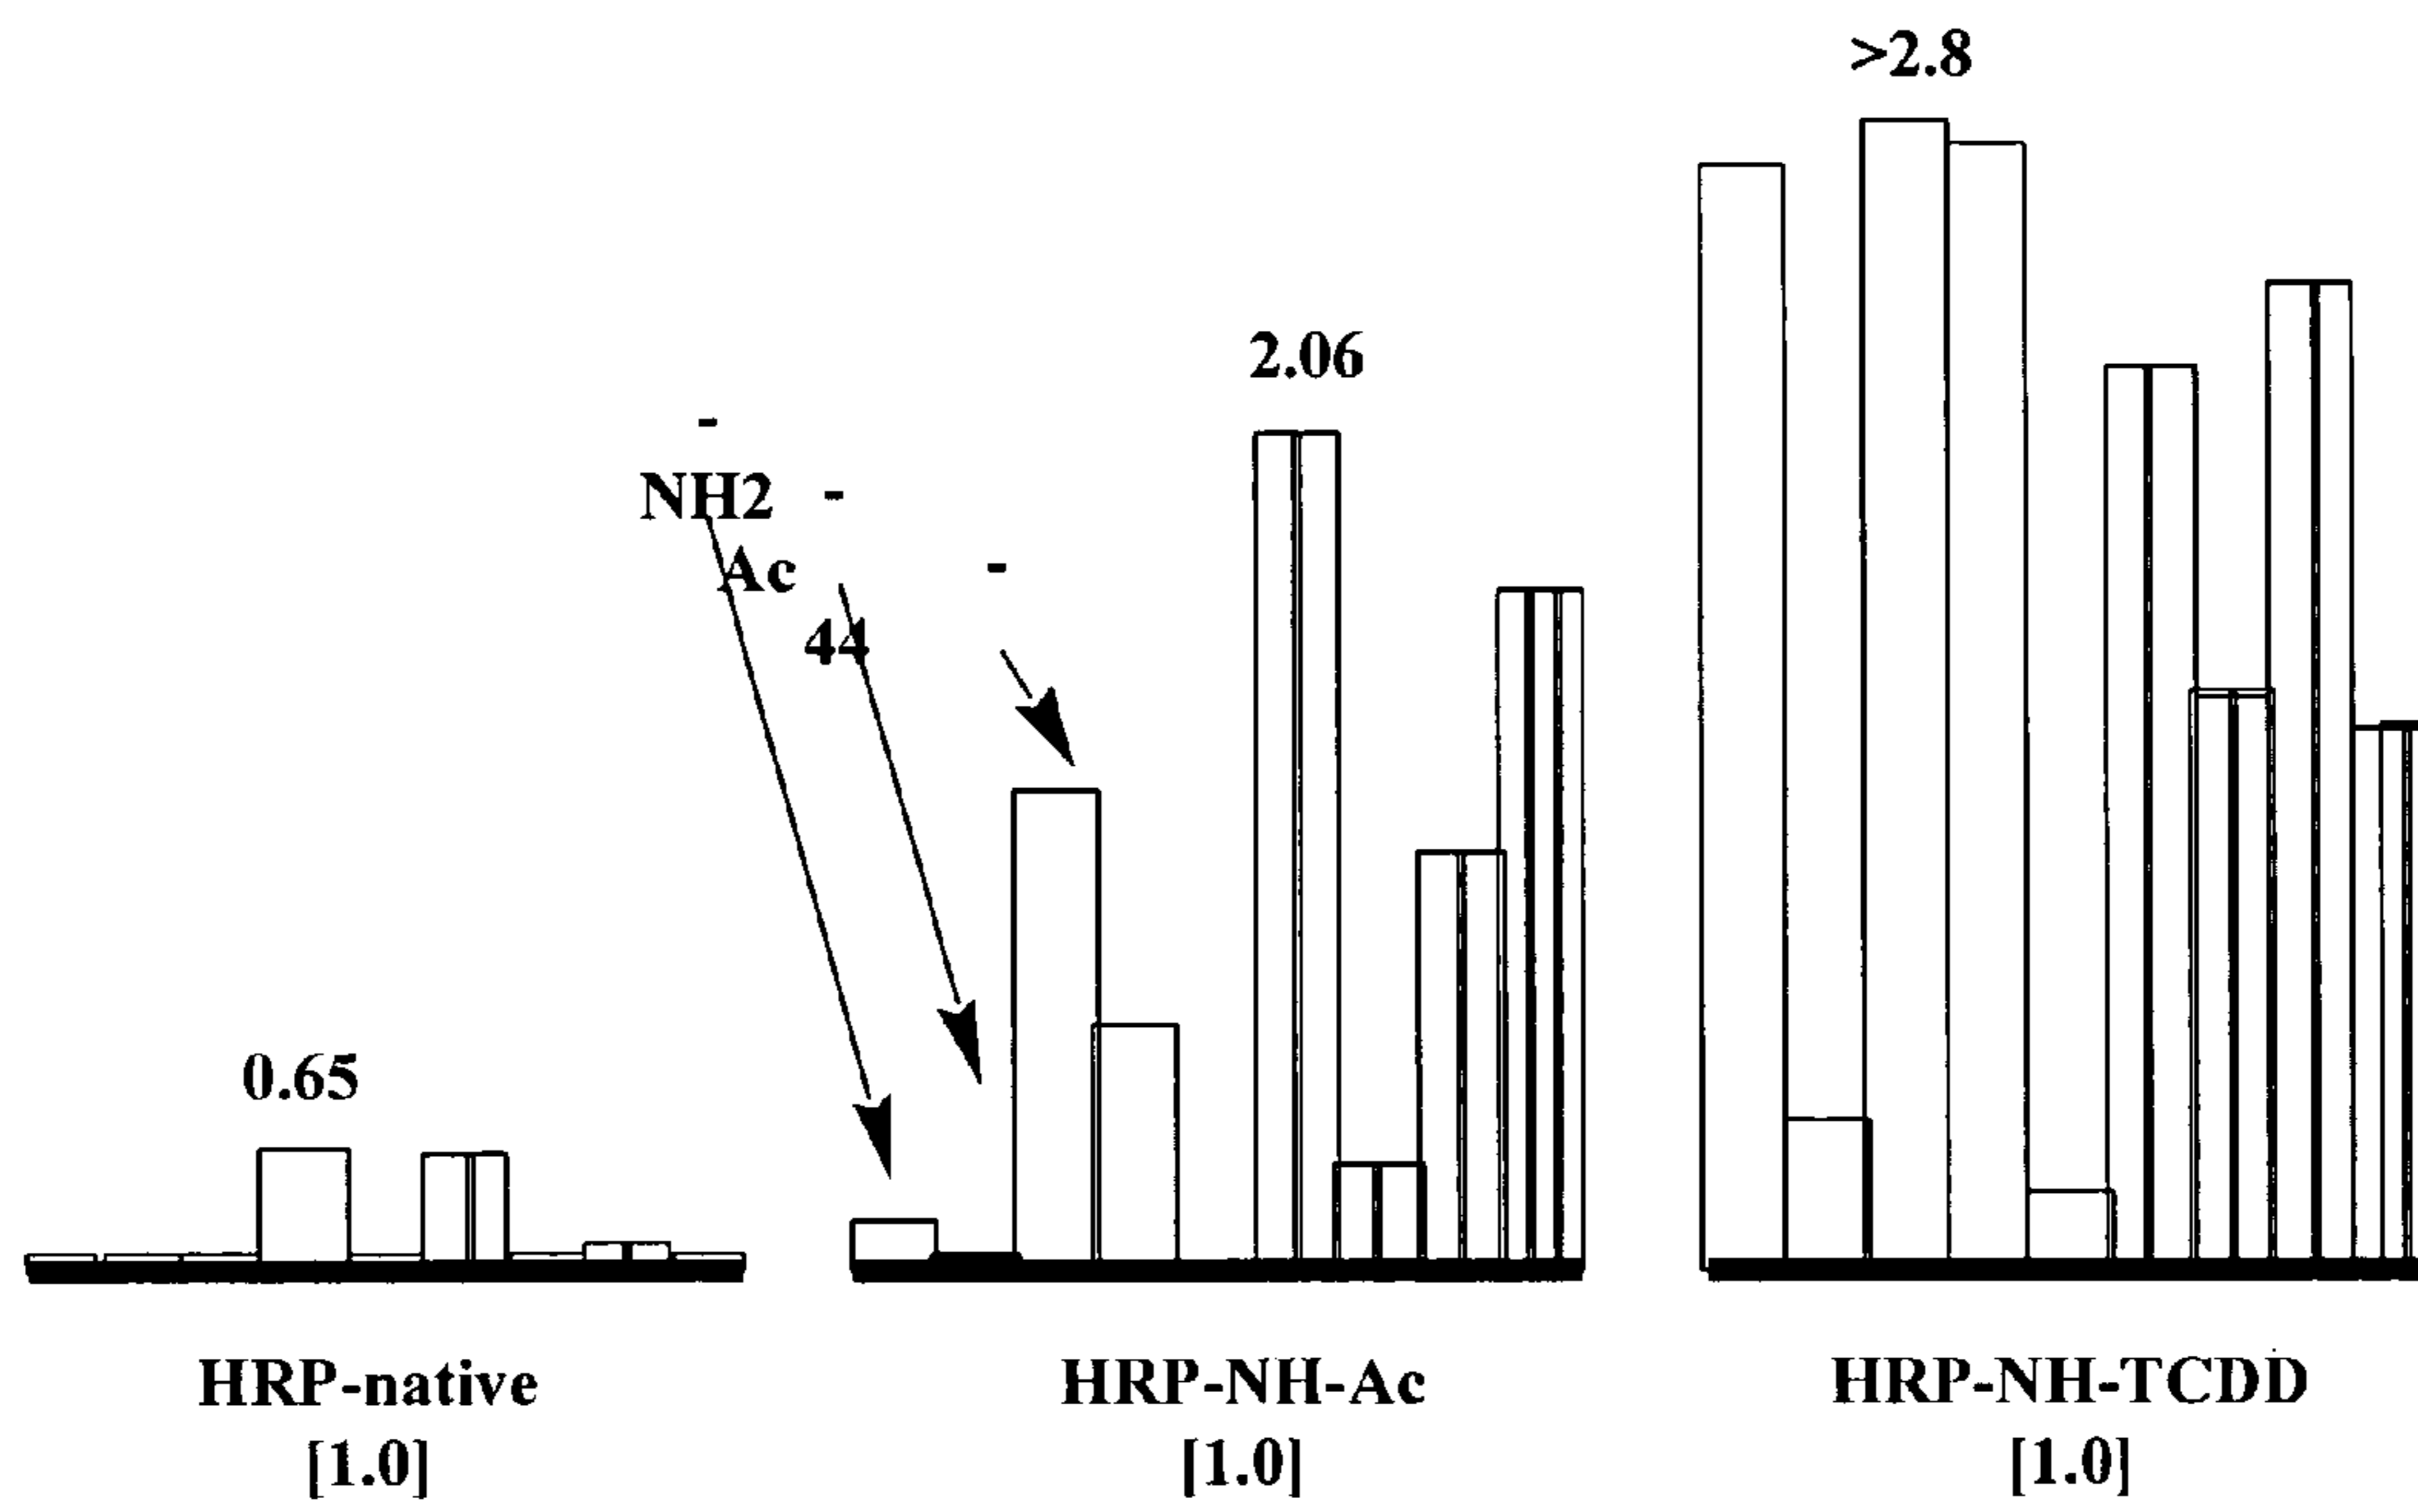 >2.8
2.06
-
NH2 -
Ac -
44
0.65
HRP-native HRP-NH-Ac HRP-NH-TCDD
[1.0] [1.0] [1.0]